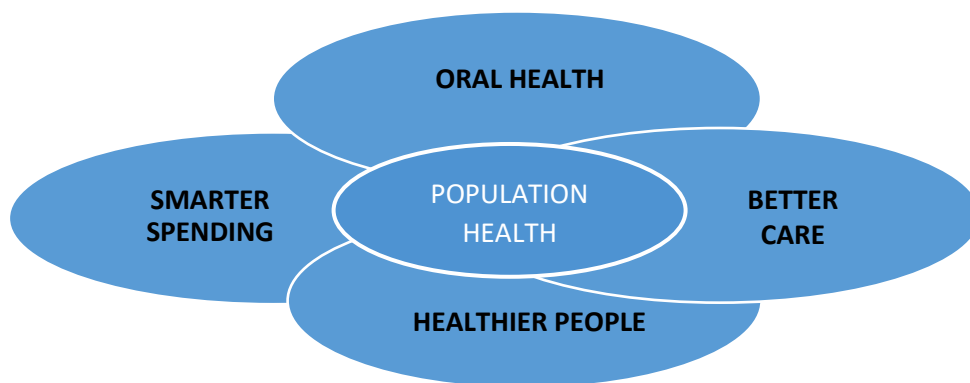 ORAL HEALTH
SMARTER
SPENDING
POPULATION
HEALTH
BETTER
CARE
HEALTHIER PEOPLE